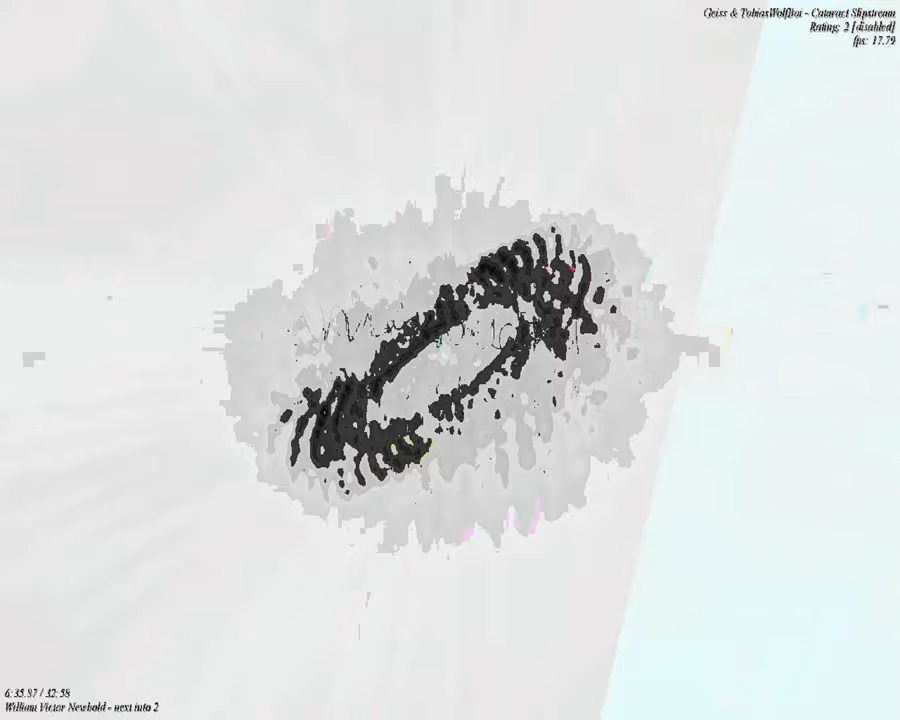 Geiss & TobiasWolfBoi - Cataract Slipstream
Rating: 2 [disabled]
fps: 17.79
6:35.87 / 32:58
William Victor Newbold - next into 2